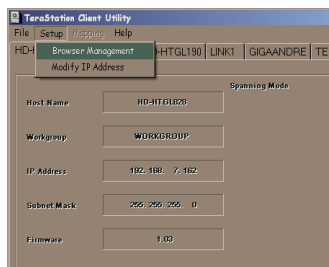 TeraStation Client Utility
File Setup Mapping Help
Browser Management
Modify IP Address
HD-HTGL190 LINK1 GIGAANDRE TE
Spanning Mode
Host Name HD-HTGL828
Workgroup WORKGROUP
IP Address 192. 168. 7. 162
Subnet Mask 255. 255. 255. 0
Firmware 1.03